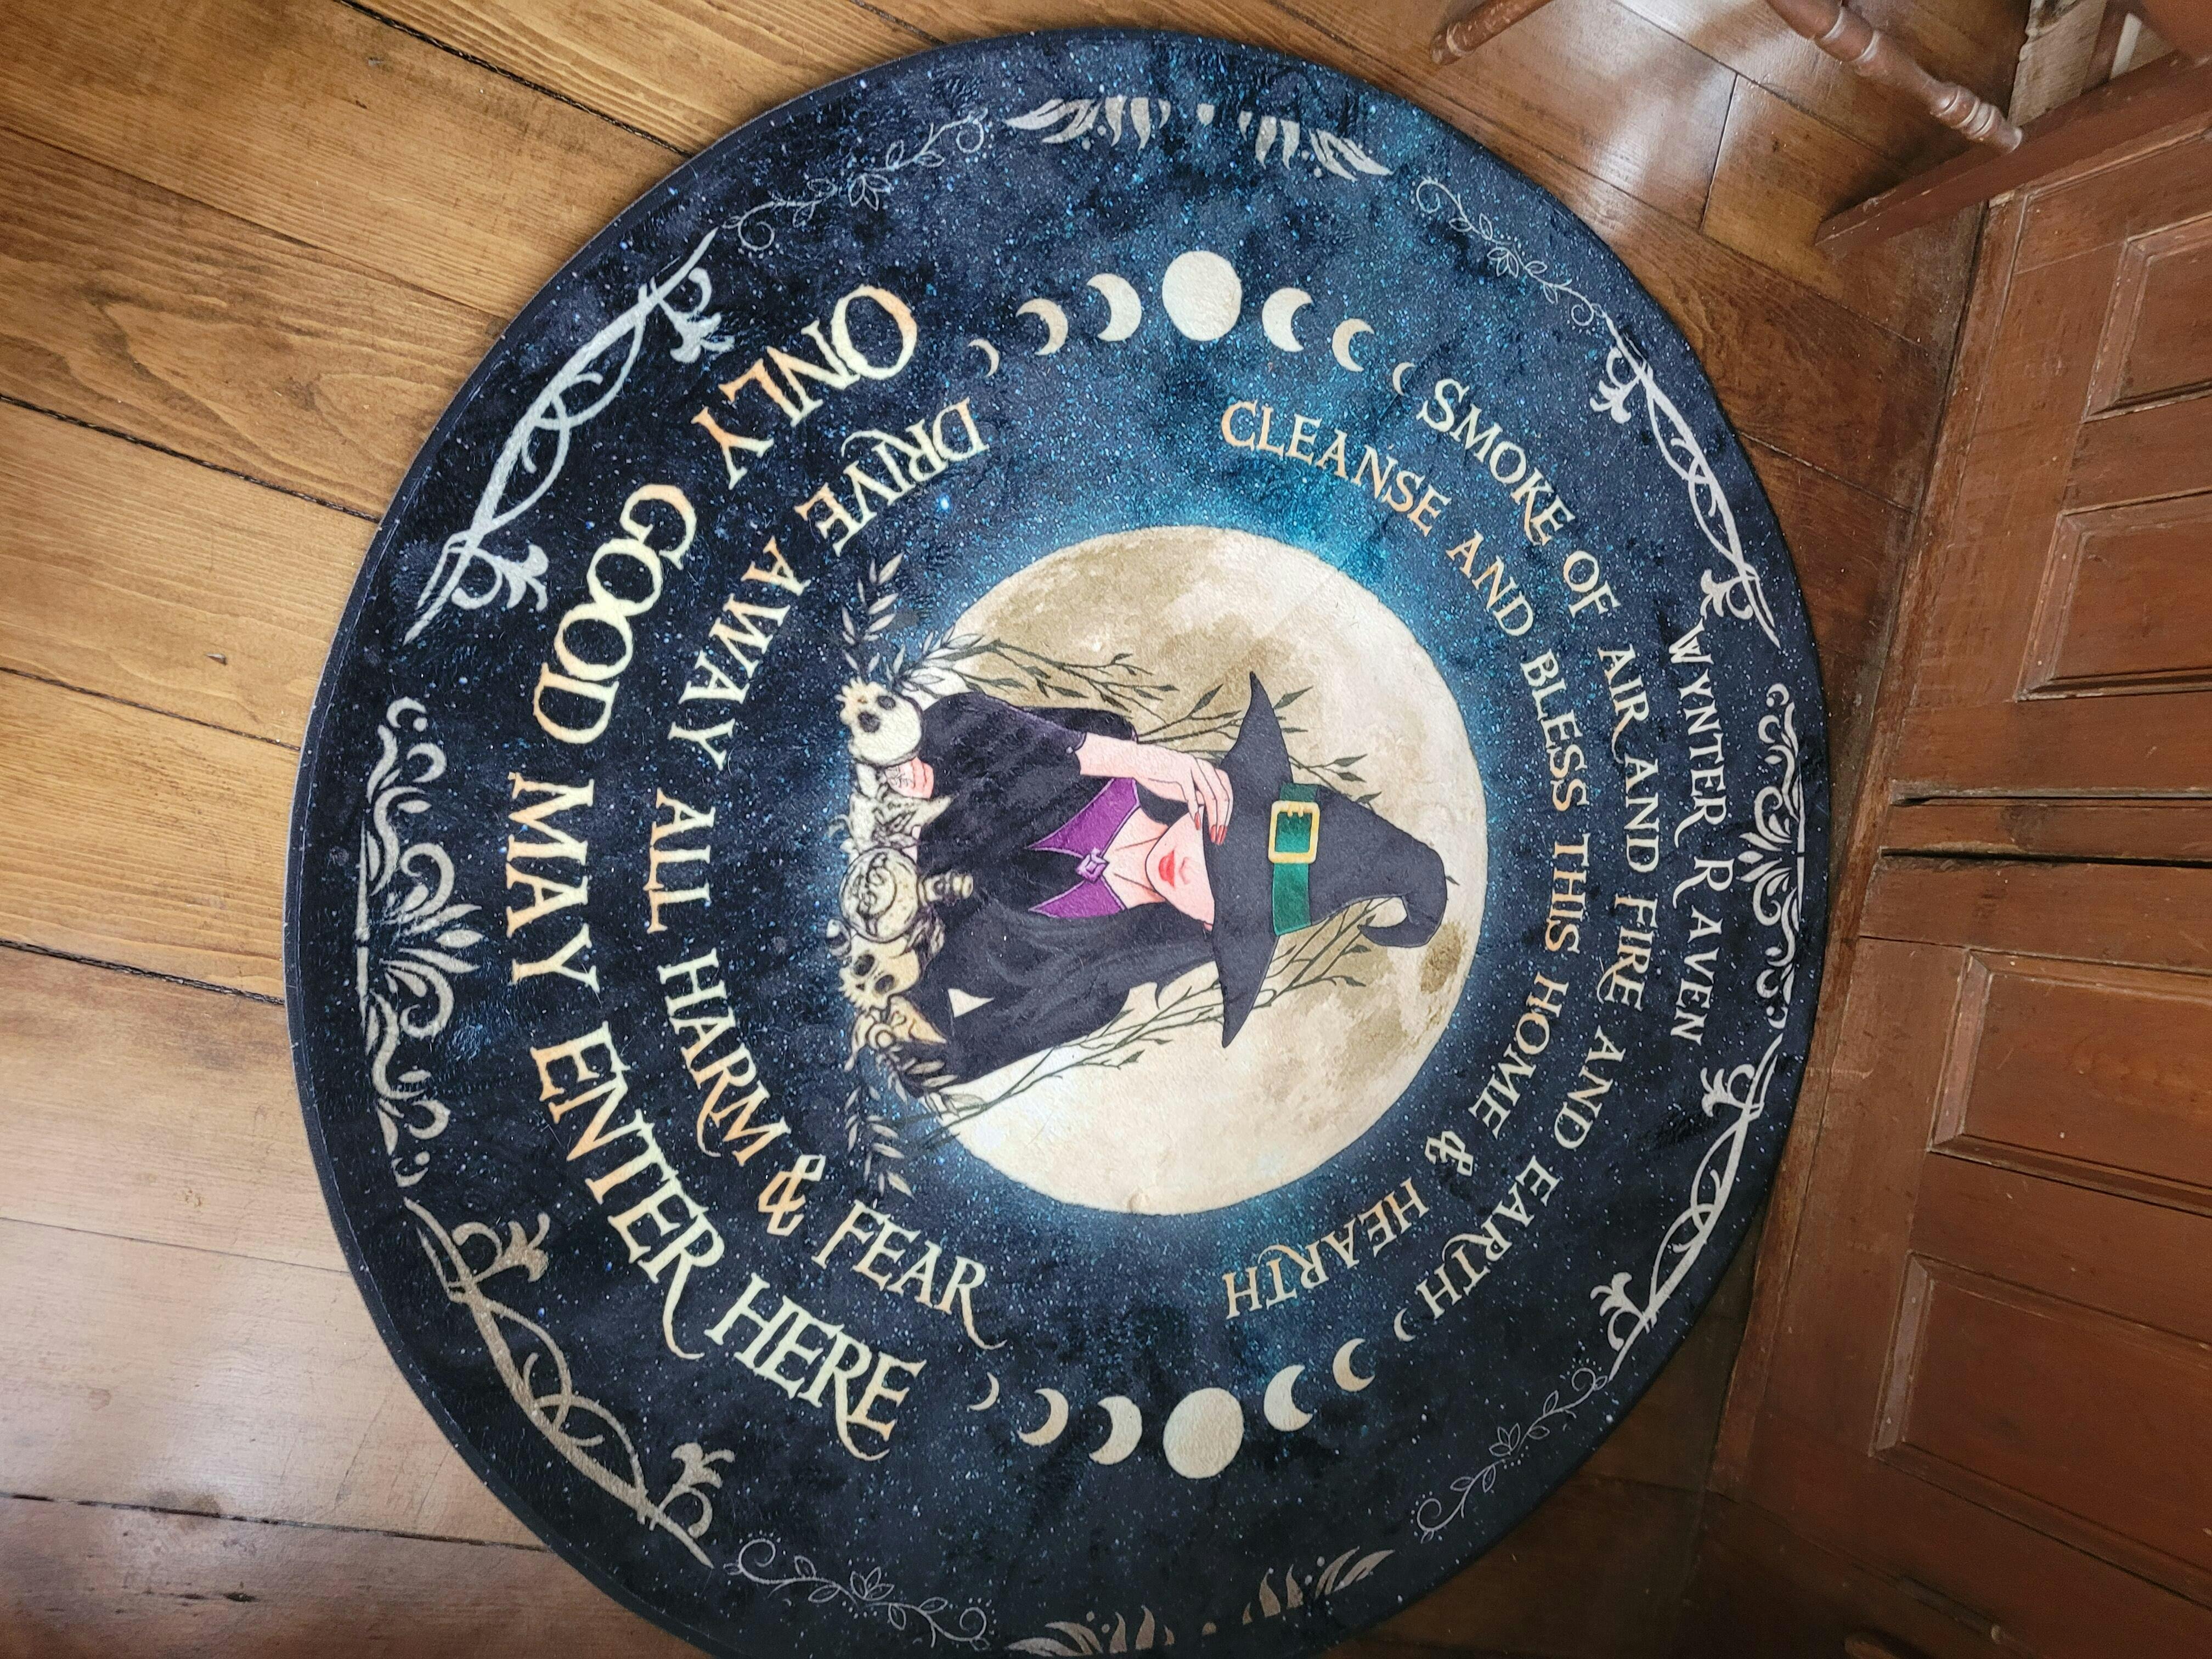 WYNTER RAVEN
SMOKE OF AIR AND FIRE AND EARTH
CLEANSE AND BLESS THIS HOME & HEARTH
DRIVE AWAY ALL HARM & FEAR
ONLY GOOD MAY ENTER HERE